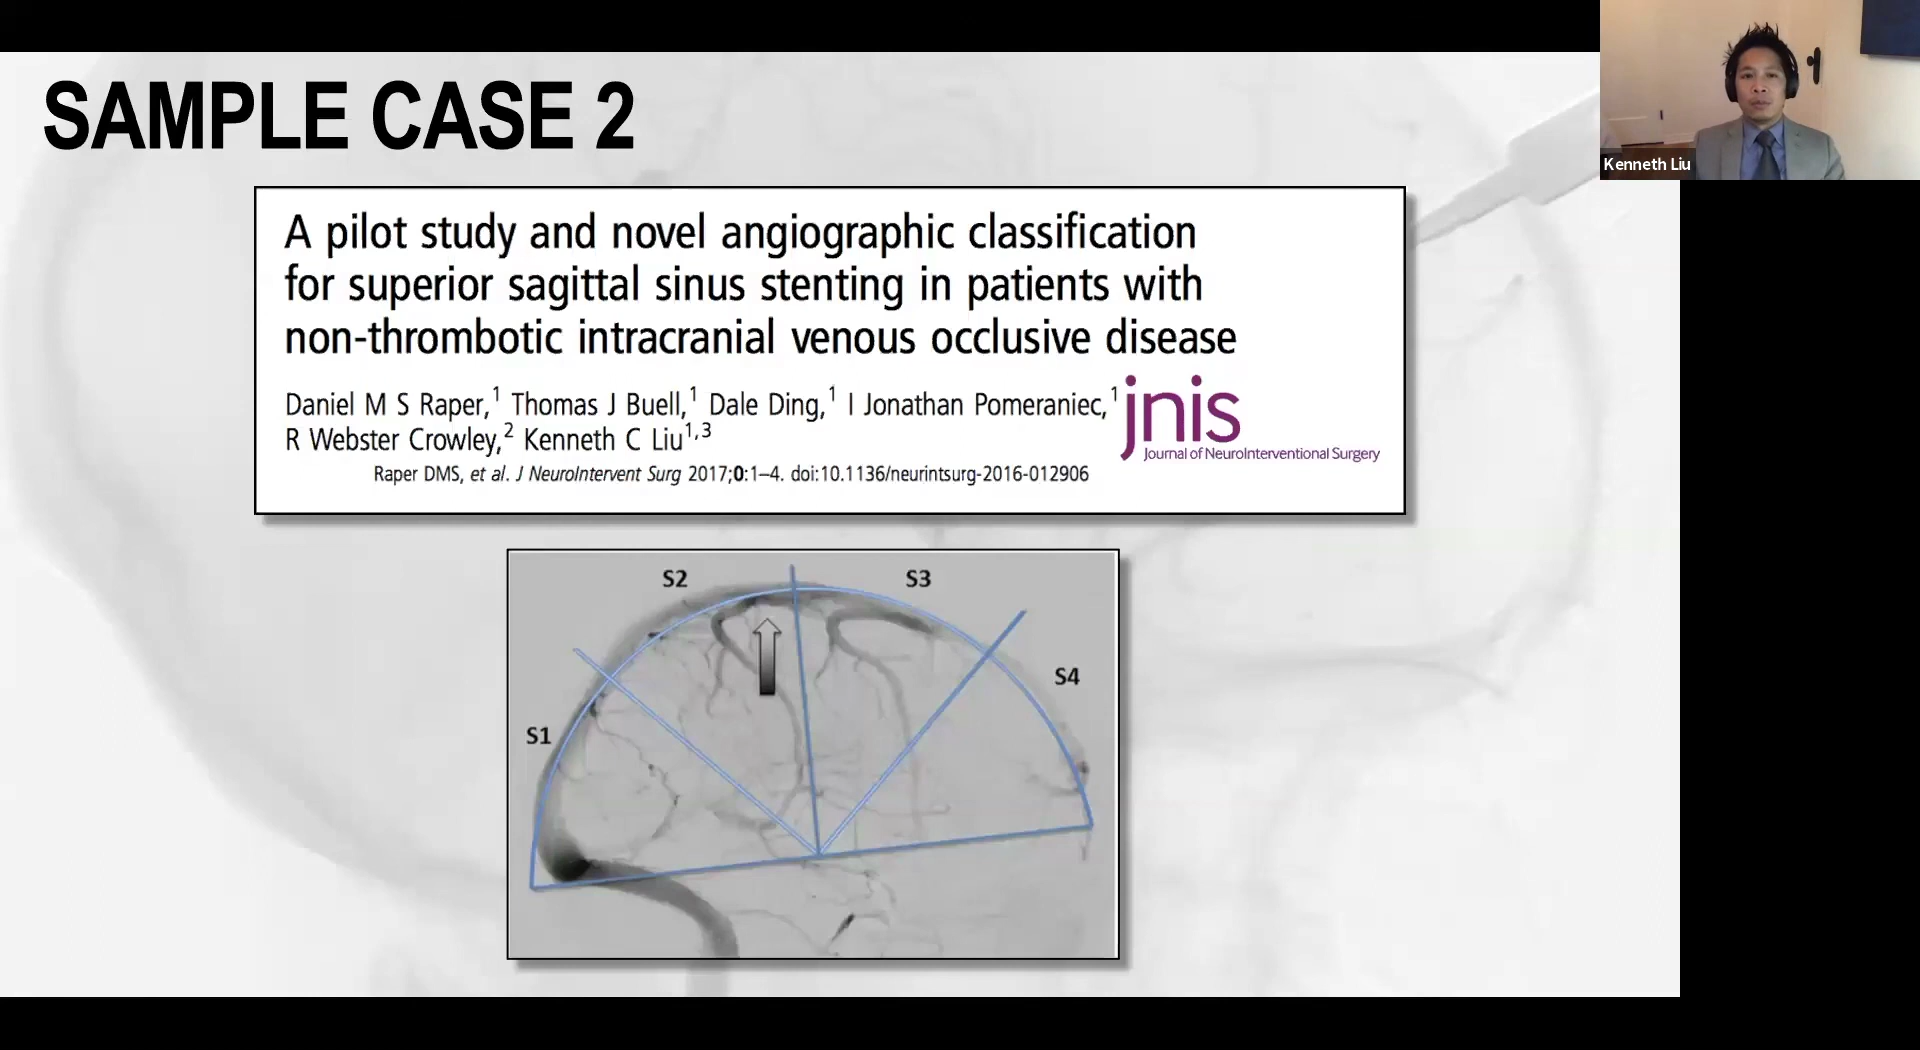 SAMPLE CASE 2
Kenneth Liu
A pilot study and novel angiographic classification
for superior sagittal sinus stenting in patients with
non-thrombotic intracranial venous occlusive disease
Daniel M S Raper,1 Thomas J Buell,1 Dale Ding,1 I Jonathan Pomeraniec,1
R Webster Crowley,2 Kenneth C Liu1,3
jnis
Journal of NeuroInterventional Surgery
Raper DMS, et al. J NeuroIntervent Surg 2017;0:1–4. doi:10.1136/neurintsurg-2016-012906
S2
S3
S4
S1